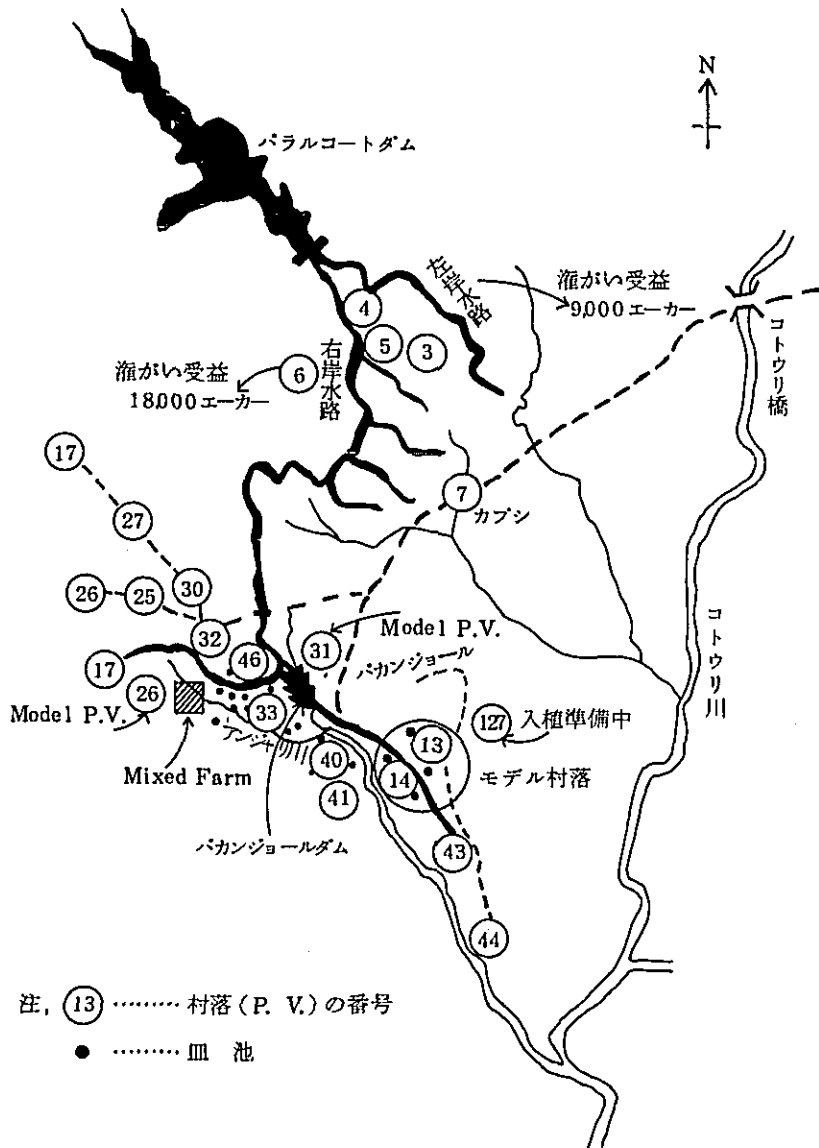 N
パラルコートダム
左岸水路
潅がい受益
9,000エーカー
コトウリ橋
4
5
3
6
右岸水路
潅がい受益
18,000エーカー
17
7
カプシ
27
30
26
25
32
31
Model P.V.
パカンジョール
コトウリ川
17
46
26
Model P.V.
33
アンジャリ
127
入植準備中
13
Mixed Farm
40
14
モデル村落
41
パカンジョールダム
43
44
注, 13 ……… 村落(P. V.)の番号
● ……… 皿 池